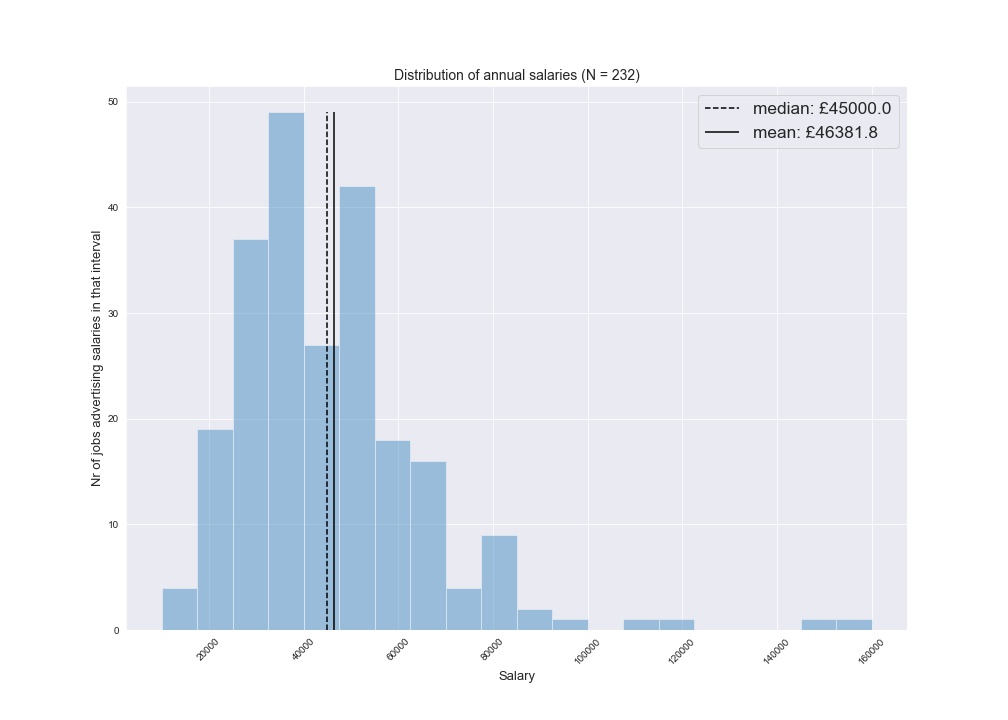 Distribution of annual salaries (N = 232)
median: £45000.0
mean: £46381.8
Nr of jobs advertising salaries in that interval
50
40
30
20
10
0
20000
40000
60000
80000
100000
120000
140000
160000
Salary